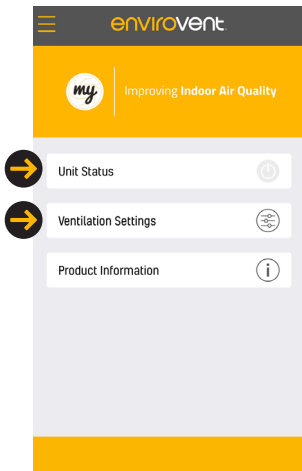 envirovent.
my
Improving Indoor Air Quality
Unit Status
Ventilation Settings
Product Information
i